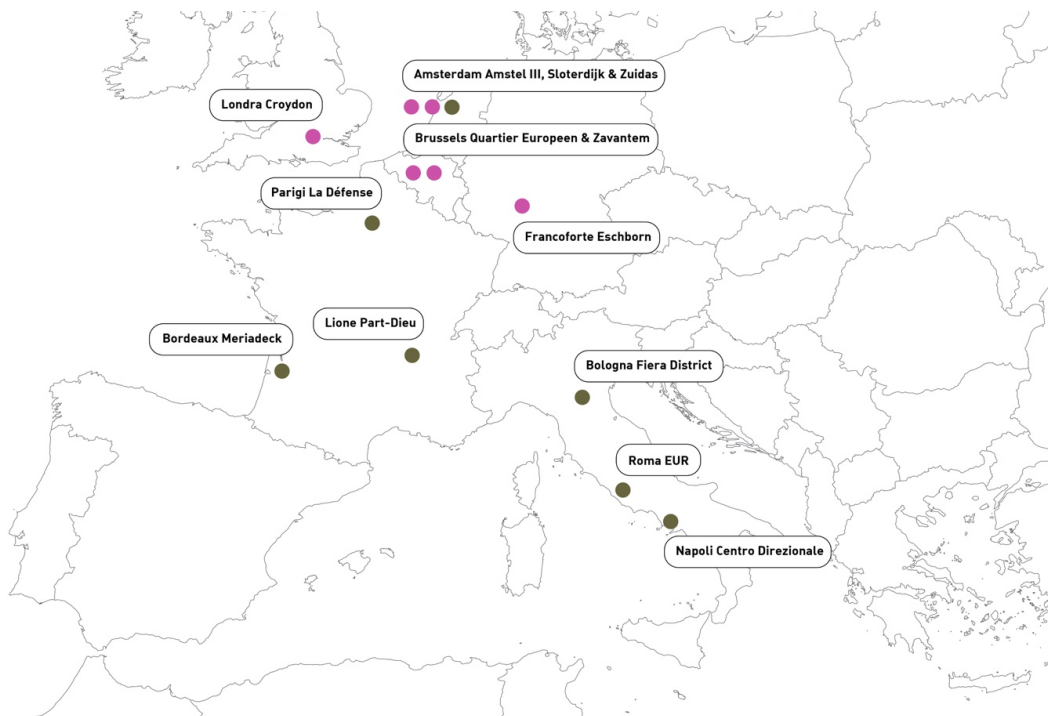 Amsterdam Amstel III, Sloterdijk & Zuidas
Londra Croydon
Brussels Quartier Europeen & Zavantem
Parigi La Défense
Francoforte Eschborn
Lione Part-Dieu
Bordeaux Meriadeck
Bologna Fiera District
Roma EUR
Napoli Centro Direzionale